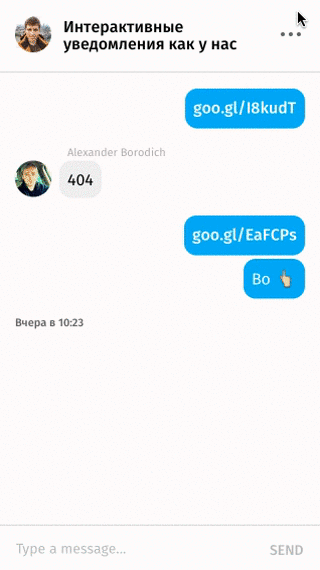 Интерактивные
уведомления как у нас
goo.gl/I8kudT
Alexander Borodich
404
goo.gl/EaFCPs
Во 👆
Вчера в 10:23
Type a message...
SEND